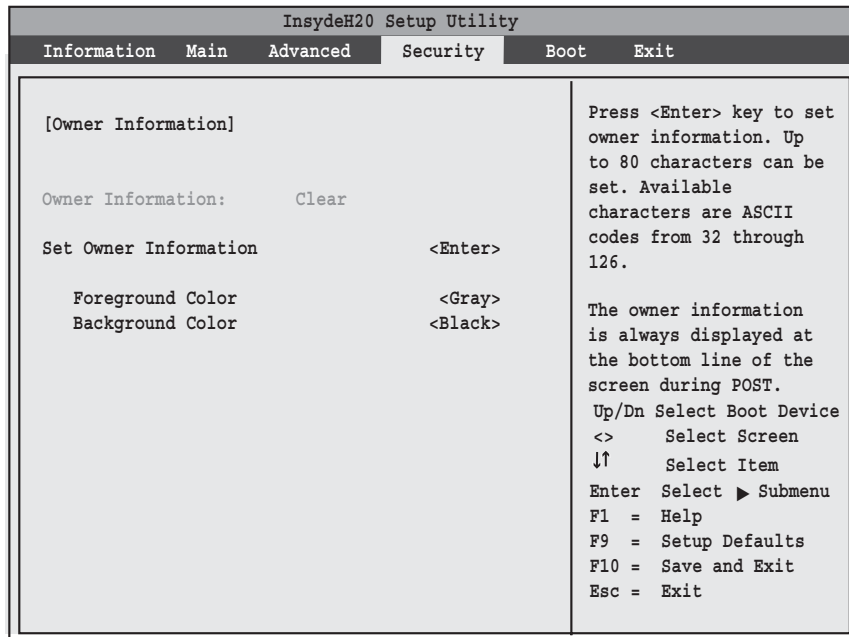 InsydeH20 Setup Utility
Information Main Advanced Security Boot Exit
[Owner Information]
Owner Information: Clear
Set Owner Information <Enter>
Foreground Color <Gray>
Background Color <Black>
Press <Enter> key to set
owner information. Up
to 80 characters can be
set. Available
characters are ASCII
codes from 32 through
126.
The owner information
is always displayed at
the bottom line of the
screen during POST.
Up/Dn Select Boot Device
<> Select Screen
↓↑ Select Item
Enter Select ▶ Submenu
F1 = Help
F9 = Setup Defaults
F10 = Save and Exit
Esc = Exit